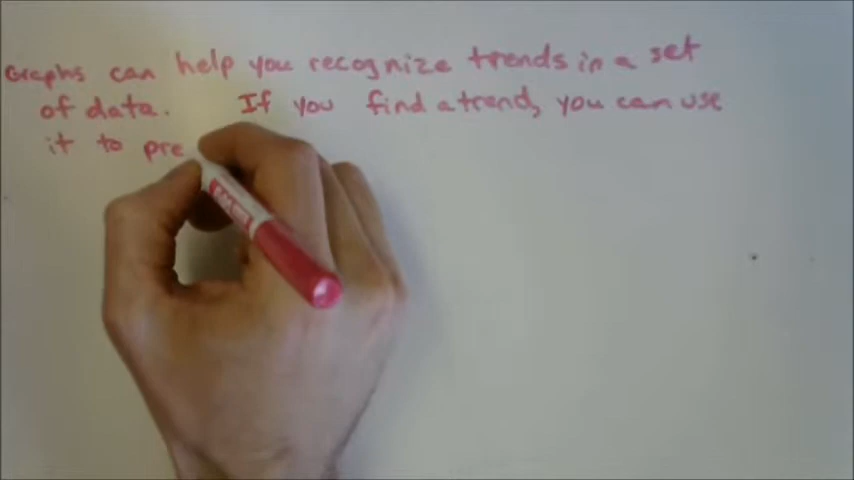 Graphs can help you recognize trends in a set
of data. If you find a trend, you can use
it to pre